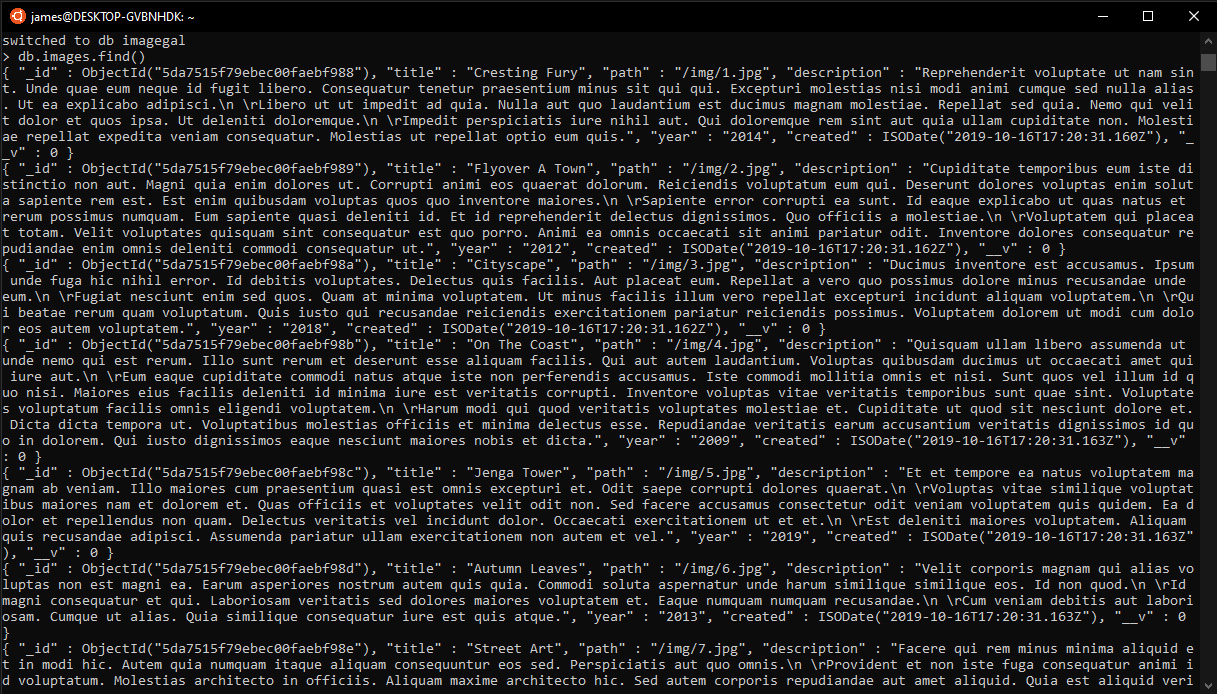 james@DESKTOP-GVBNHDK: ~
switched to db imagegal
> db.images.find()
{ "_id" : ObjectId("5da7515f79ebec00faebf988"), "title" : "Cresting Fury", "path" : "/img/1.jpg", "description" : "Reprehenderit voluptate ut nam sin
t. Unde quae eum neque id fugit libero. Consequatur tenetur praesentium minus sit qui qui. Excepturi molestias nisi modi animi cumque sed nulla alias
. Ut ea explicabo adipisci.\n \rLibero ut ut impedit ad quia. Nulla aut quo laudantium est ducimus magnam molestiae. Repellat sed quia. Nemo qui veli
t dolor et quos ipsa. Ut deleniti doloremque.\n \rImpedit perspiciatis iure nihil aut. Qui doloremque rem sint aut quia ullam cupiditate non. Molesti
ae repellat expedita veniam consequatur. Molestias ut repellat optio eum quis.", "year" : "2014", "created" : ISODate("2019-10-16T17:20:31.160Z"), "_
_v" : 0 }
{ "_id" : ObjectId("5da7515f79ebec00faebf989"), "title" : "Flyover A Town", "path" : "/img/2.jpg", "description" : "Cupiditate temporibus eum iste di
stinctio non aut. Magni quia enim dolores ut. Corrupti animi eos quaerat dolorum. Reiciendis voluptatum eum qui. Deserunt dolores voluptas enim solut
a sapiente rem est. Est enim quibusdam voluptas quos quo inventore maiores.\n \rSapiente error corrupti ea sunt. Id eaque explicabo ut quas natus et
rerum possimus numquam. Eum sapiente quasi deleniti id. Et id reprehenderit delectus dignissimos. Quo officiis a molestiae.\n \rVoluptatem qui placea
t totam. Velit voluptates quisquam sint consequatur est quo porro. Animi ea omnis occaecati sit animi pariatur odit. Inventore dolores consequatur re
pudiandae enim omnis deleniti commodi consequatur ut.", "year" : "2012", "created" : ISODate("2019-10-16T17:20:31.162Z"), "__v" : 0 }
{ "_id" : ObjectId("5da7515f79ebec00faebf98a"), "title" : "Cityscape", "path" : "/img/3.jpg", "description" : "Ducimus inventore est accusamus. Ipsum
 unde fuga hic nihil error. Id debitis voluptates. Delectus quis facilis. Aut placeat eum. Repellat a vero quo possimus dolore minus recusandae unde
eum.\n \rFugiat nesciunt enim sed quos. Quam at minima voluptatem. Ut minus facilis illum vero repellat excepturi incidunt aliquam voluptatem.\n \rQu
i beatae rerum quam voluptatum. Quis iusto qui recusandae reiciendis exercitationem pariatur reiciendis possimus. Voluptatem dolorem ut modi cum dolo
r eos autem voluptatem.", "year" : "2018", "created" : ISODate("2019-10-16T17:20:31.162Z"), "__v" : 0 }
{ "_id" : ObjectId("5da7515f79ebec00faebf98b"), "title" : "On The Coast", "path" : "/img/4.jpg", "description" : "Quisquam ullam libero assumenda ut
unde nemo qui est rerum. Illo sunt rerum et deserunt esse aliquam facilis. Qui aut autem laudantium. Voluptas quibusdam ducimus ut occaecati amet qui
 iure aut.\n \rEum eaque cupiditate commodi natus atque iste non perferendis accusamus. Iste commodi mollitia omnis et nisi. Sunt quos vel illum id q
uo nisi. Maiores eius facilis deleniti id minima iure est veritatis corrupti. Inventore voluptas vitae veritatis temporibus sunt quae sint. Voluptate
s voluptatum facilis omnis eligendi voluptatem.\n \rHarum modi qui quod veritatis voluptates molestiae et. Cupiditate ut quod sit nesciunt dolore et.
 Dicta dicta tempora ut. Voluptatibus molestias officiis et minima delectus esse. Repudiandae veritatis earum accusantium veritatis dignissimos id qu
o in dolorem. Qui iusto dignissimos eaque nesciunt maiores nobis et dicta.", "year" : "2009", "created" : ISODate("2019-10-16T17:20:31.163Z"), "__v"
: 0 }
{ "_id" : ObjectId("5da7515f79ebec00faebf98c"), "title" : "Jenga Tower", "path" : "/img/5.jpg", "description" : "Et et tempore ea natus voluptatem ma
gnam ab veniam. Illo maiores cum praesentium quasi est omnis excepturi et. Odit saepe corrupti dolores quaerat.\n \rVoluptas vitae similique voluptat
ibus maiores nam et dolorem et. Quas officiis et voluptates velit odit non. Sed facere accusamus consectetur odit veniam voluptatem quis quidem. Ea d
olor et repellendus non quam. Delectus veritatis vel incidunt dolor. Occaecati exercitationem ut et et.\n \rEst deleniti maiores voluptatem. Aliquam
quis recusandae adipisci. Assumenda pariatur ullam exercitationem non autem et vel.", "year" : "2019", "created" : ISODate("2019-10-16T17:20:31.163Z"
), "__v" : 0 }
{ "_id" : ObjectId("5da7515f79ebec00faebf98d"), "title" : "Autumn Leaves", "path" : "/img/6.jpg", "description" : "Velit corporis magnam qui alias vo
luptas non est magni ea. Earum asperiores nostrum autem quis quia. Commodi soluta aspernatur unde harum similique similique eos. Id non quod.\n \rId
magni consequatur et qui. Laboriosam veritatis sed dolores maiores voluptatem et. Eaque numquam numquam recusandae.\n \rCum veniam debitis aut labori
osam. Cumque ut alias. Quia similique consequatur iure est quis atque.", "year" : "2013", "created" : ISODate("2019-10-16T17:20:31.163Z"), "__v" : 0
}
{ "_id" : ObjectId("5da7515f79ebec00faebf98e"), "title" : "Street Art", "path" : "/img/7.jpg", "description" : "Facere qui rem minus minima aliquid e
t in modi hic. Autem quia numquam itaque aliquam consequuntur eos sed. Perspiciatis aut quo omnis.\n \rProvident et non iste fuga consequatur animi i
d voluptatum. Molestias architecto in officiis. Aliquam maxime architecto hic. Sed autem corporis repudiandae aut amet aliquid. Quia est aliquid veri